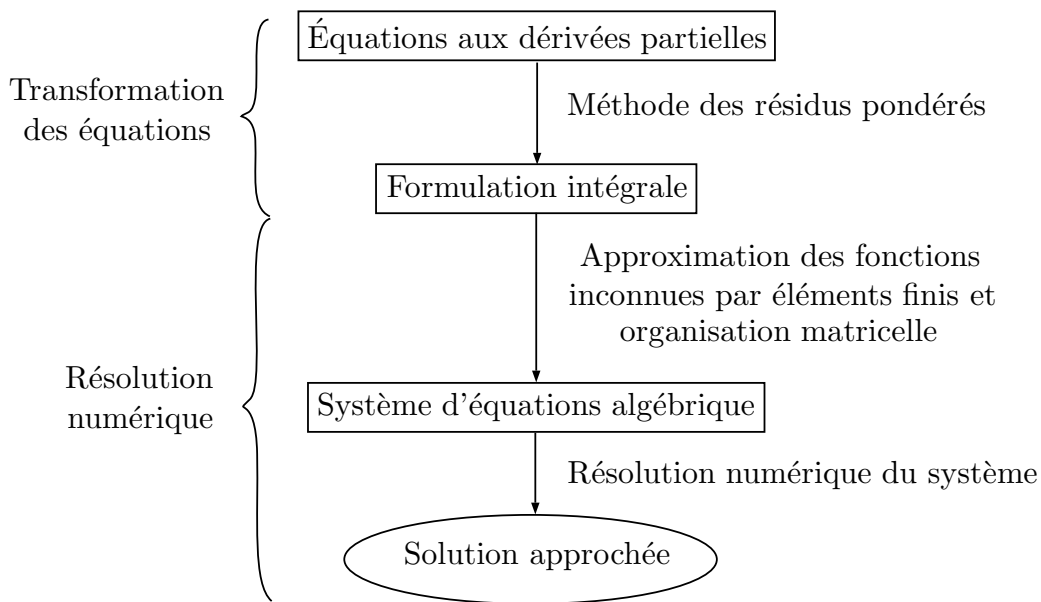 Équations aux dérivées partielles
Transformation
des équations
Méthode des résidus pondérés
Formulation intégrale
Approximation des fonctions
inconnues par éléments finis et
organisation matricelle
Résolution
numérique
Système d'équations algébrique
Résolution numérique du système
Solution approchée